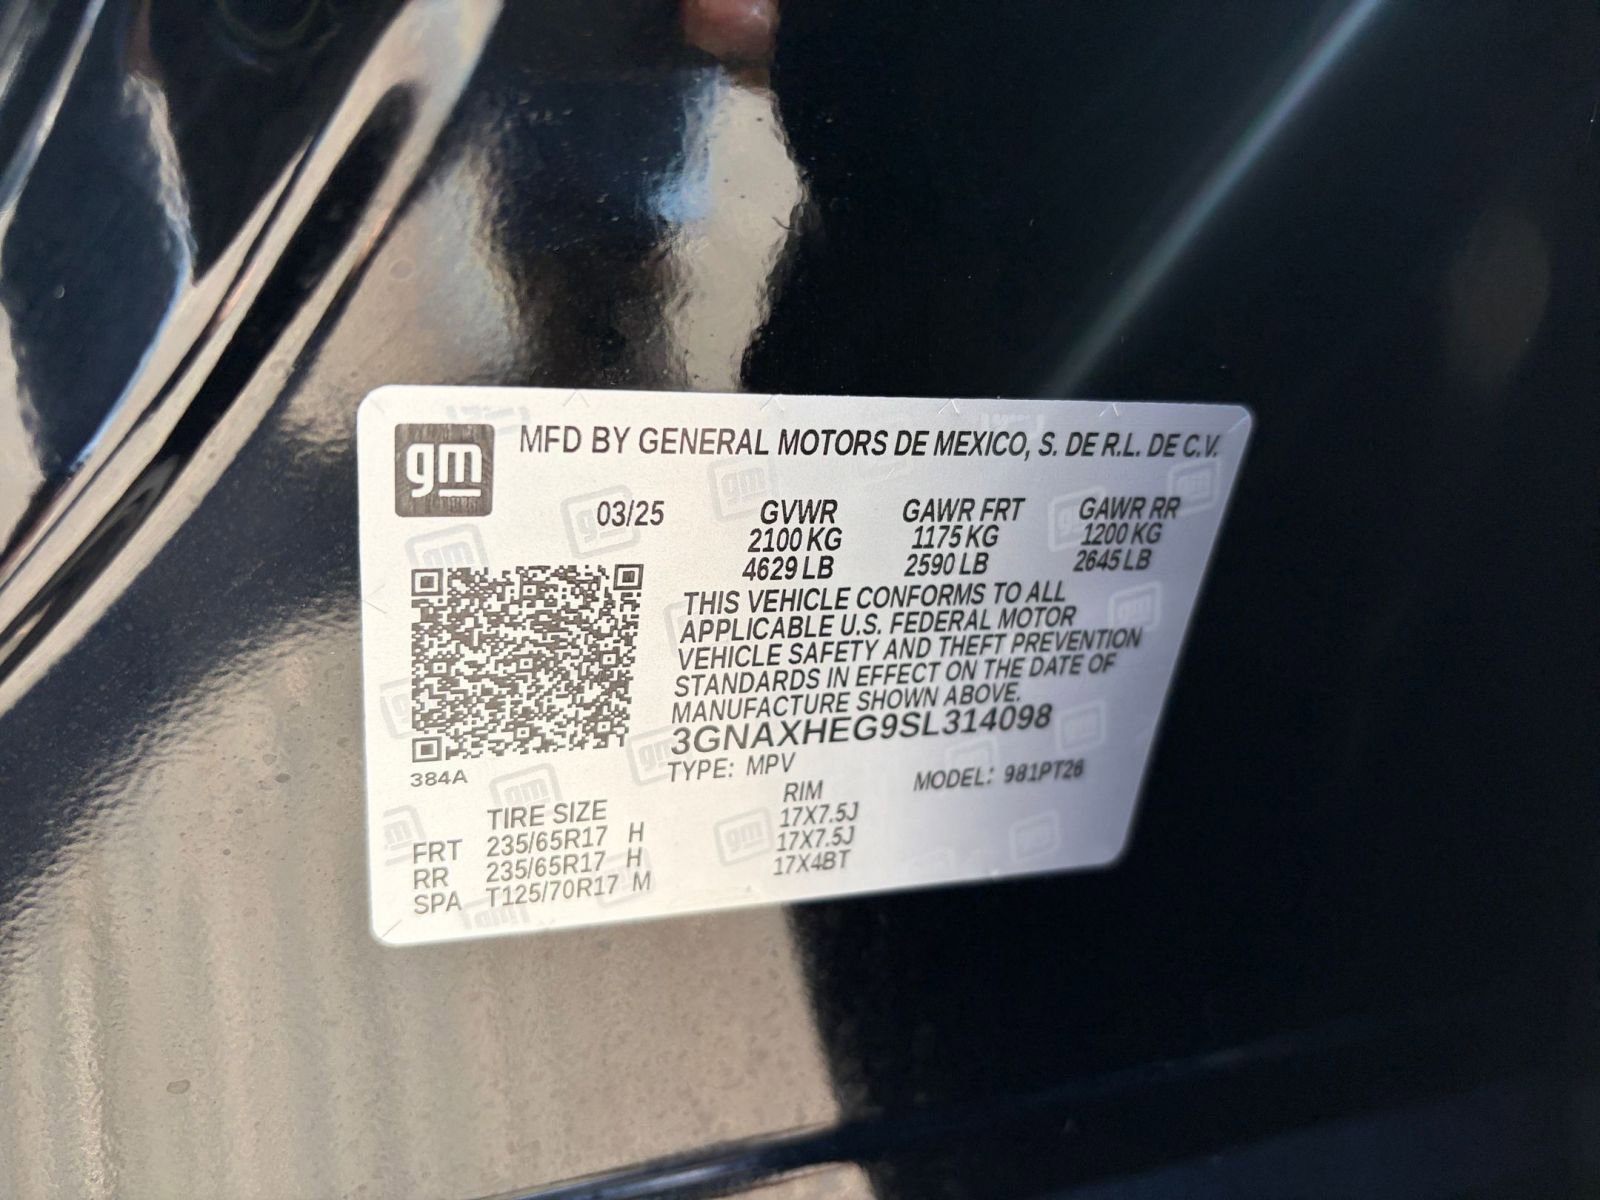 gm
MFD BY GENERAL MOTORS DE MEXICO, S. DE R.L. DE C.V.
03/25 GVWR GAWR FRT GAWR RR
2100 KG 1175 KG 1200 KG
4629 LB 2590 LB 2645 LB
THIS VEHICLE CONFORMS TO ALL
APPLICABLE U.S. FEDERAL MOTOR
VEHICLE SAFETY AND THEFT PREVENTION
STANDARDS IN EFFECT ON THE DATE OF
MANUFACTURE SHOWN ABOVE.
3GNAXHEG9SL314098
TYPE: MPV MODEL: 981PT26
384A
TIRE SIZE RIM
FRT 235/65R17 H 17X7.5J
RR 235/65R17 H 17X7.5J
SPA T125/70R17 M 17X4BT